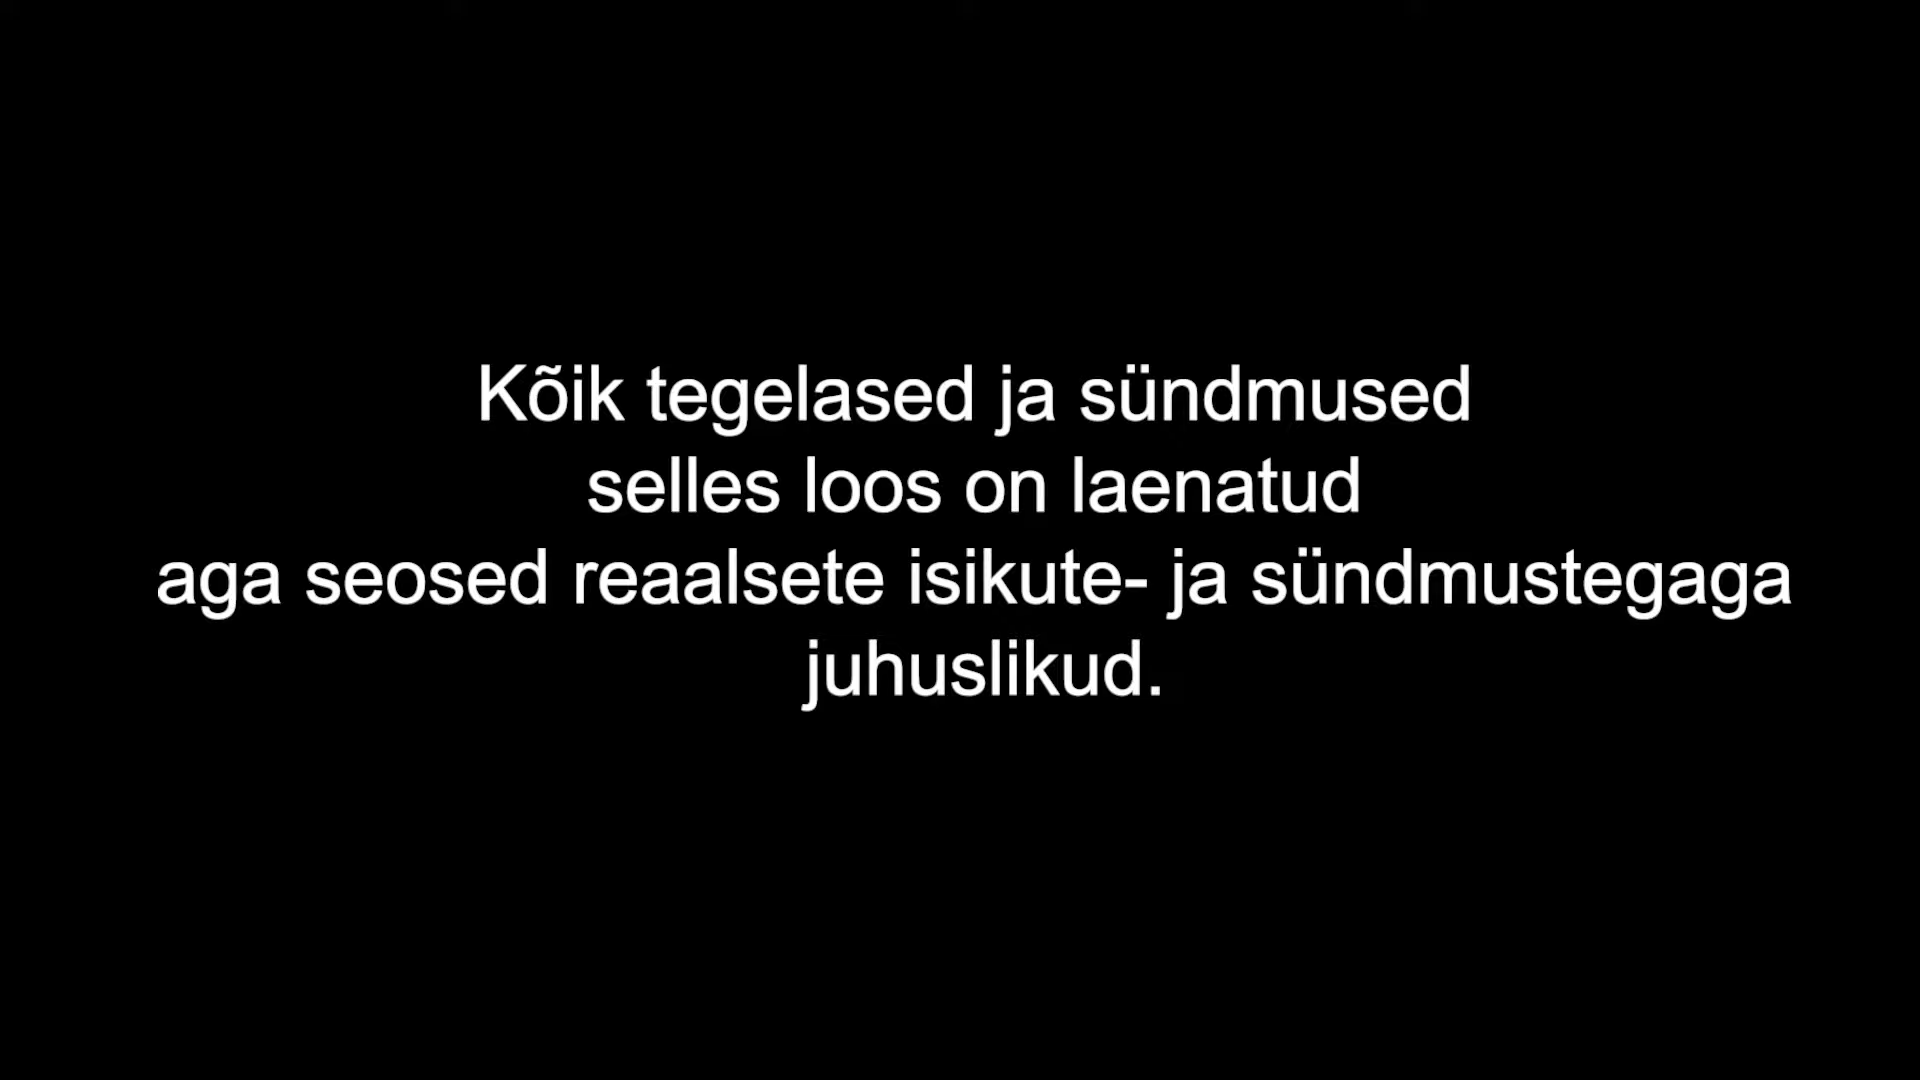 Kõik tegelased ja sündmused
selles loos on laenatud
aga seosed reaalsete isikute- ja sündmustegaga
juhuslikud.